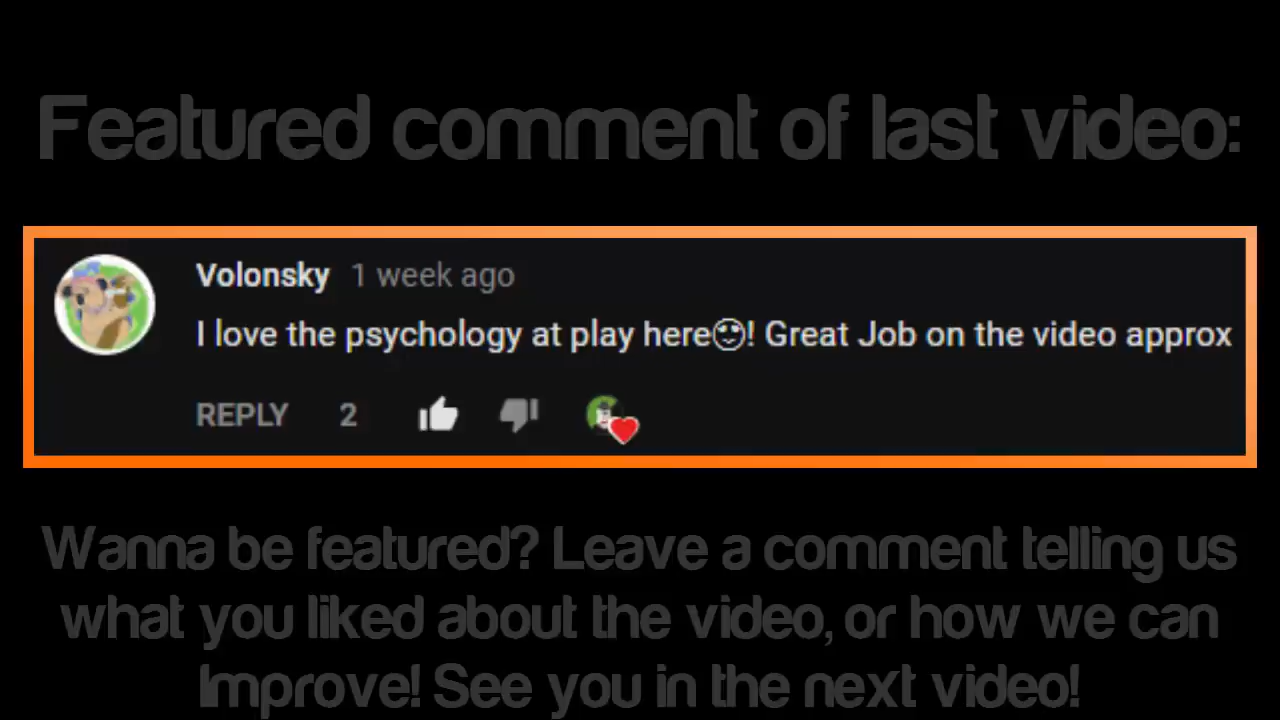 Featured comment of last video:
Volonsky 1 week ago
I love the psychology at play here😍! Great Job on the video approx
REPLY 2
Wanna be featured? Leave a comment telling us
what you liked about the video, or how we can
Improve! See you in the next video!